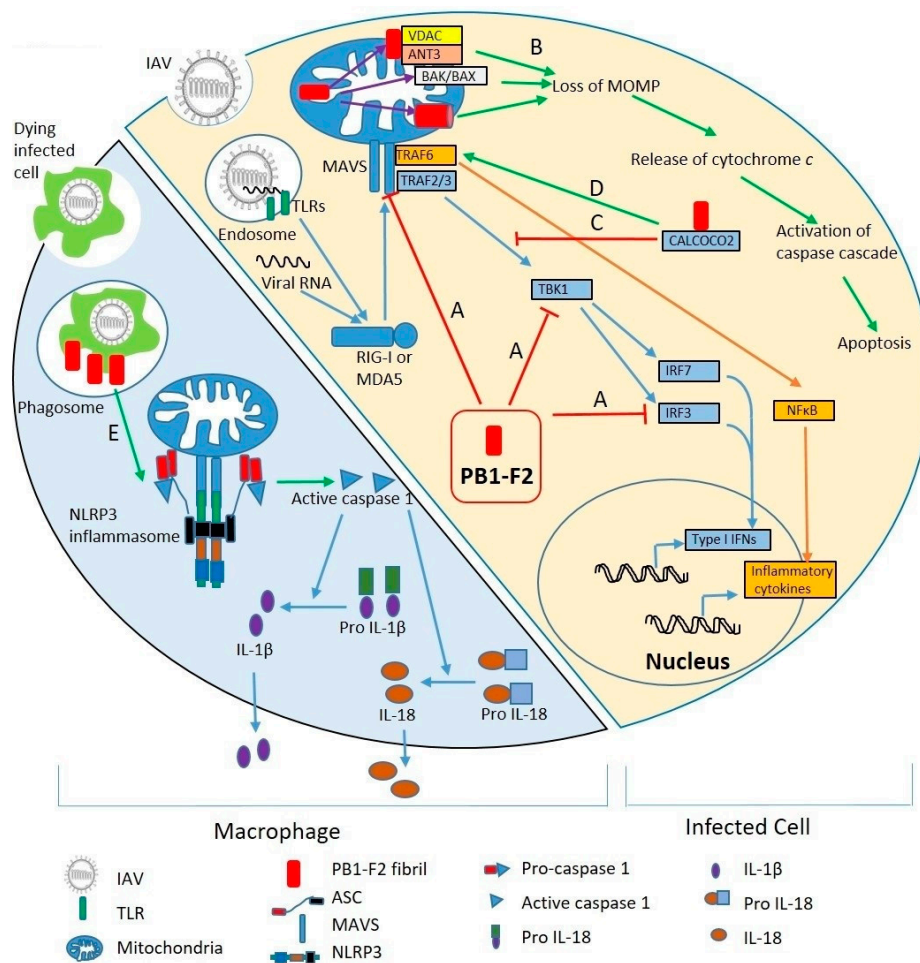 IAV
VDAC
ANT3
BAK/BAX
B
Loss of MOMP
Dying
infected
cell
MAVS
TRAF6
TRAF2/3
Release of cytochrome c
D
TLRs
Endosome
C
CALCOCO2
Activation of
caspase cascade
Viral RNA
TBK1
A
A
RIG-I or
MDA5
Apoptosis
IRF7
Phagosome
A
IRF3
NFκB
E
PB1-F2
Active caspase 1
NLRP3
inflammasome
Type I IFNs
Inflammatory
cytokines
Pro IL-1β
IL-1β
Nucleus
IL-18
Pro IL-18
Macrophage
Infected Cell
IAV
PB1-F2 fibril
Pro-caspase 1
IL-1β
TLR
ASC
Active caspase 1
Pro IL-18
MAVS
Mitochondria
NLRP3
Pro IL-18
IL-18